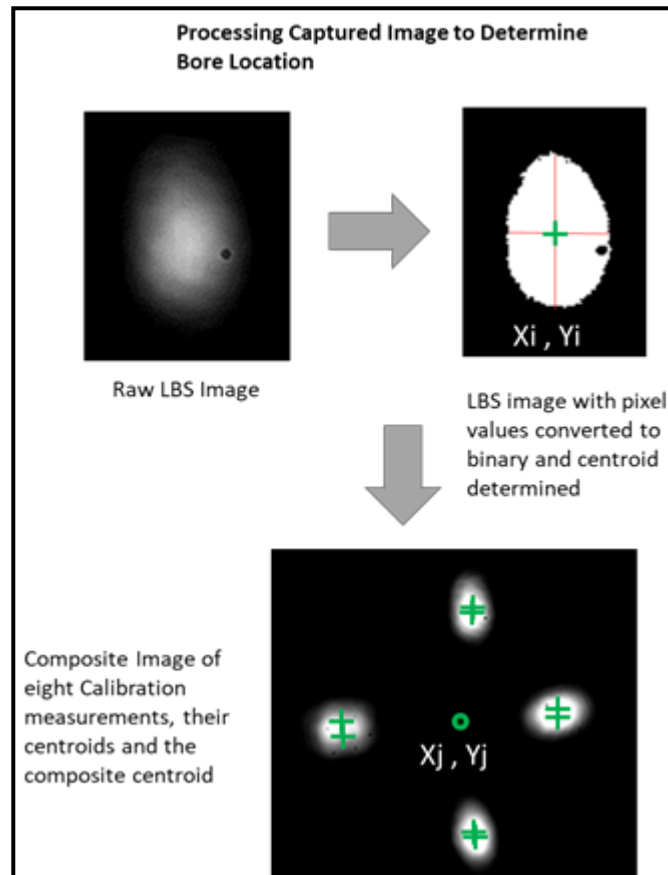 Processing Captured Image to Determine
Bore Location
Raw LBS Image
Xi , Yi
LBS image with pixel
values converted to
binary and centroid
determined
Composite Image of
eight Calibration
measurements, their
centroids and the
composite centroid
Xj , Yj